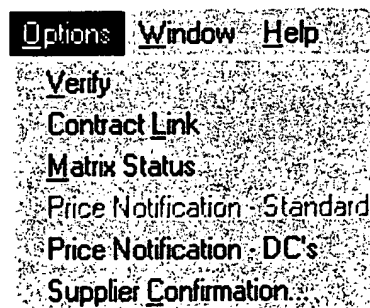 Options Window Help
Verify
Contract Link
Matrix Status
Price Notification - Standard
Price Notification - DC's
Supplier Confirmation...